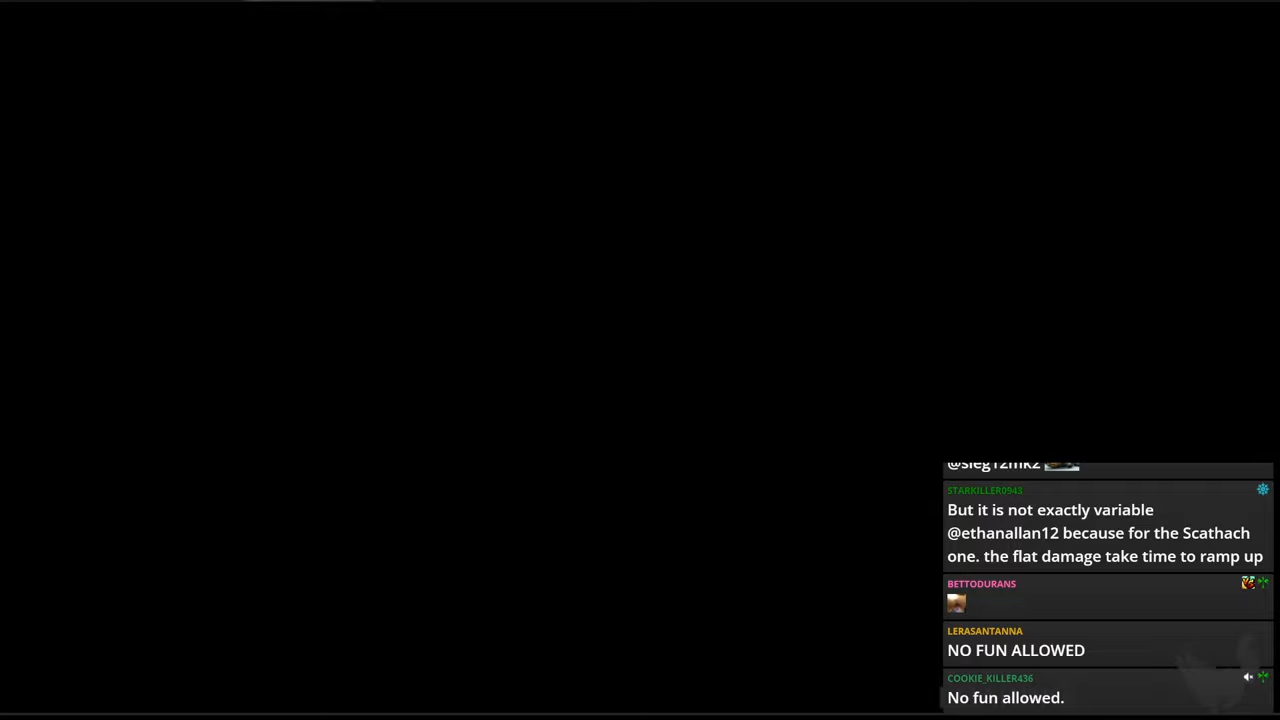 @sieg12mk2
STARKILLER0943
But it is not exactly variable
@ethanallan12 because for the Scathach
one. the flat damage take time to ramp up
BETTODURANS
LERASANTANNA
NO FUN ALLOWED
COOKIE_KILLER436
No fun allowed.